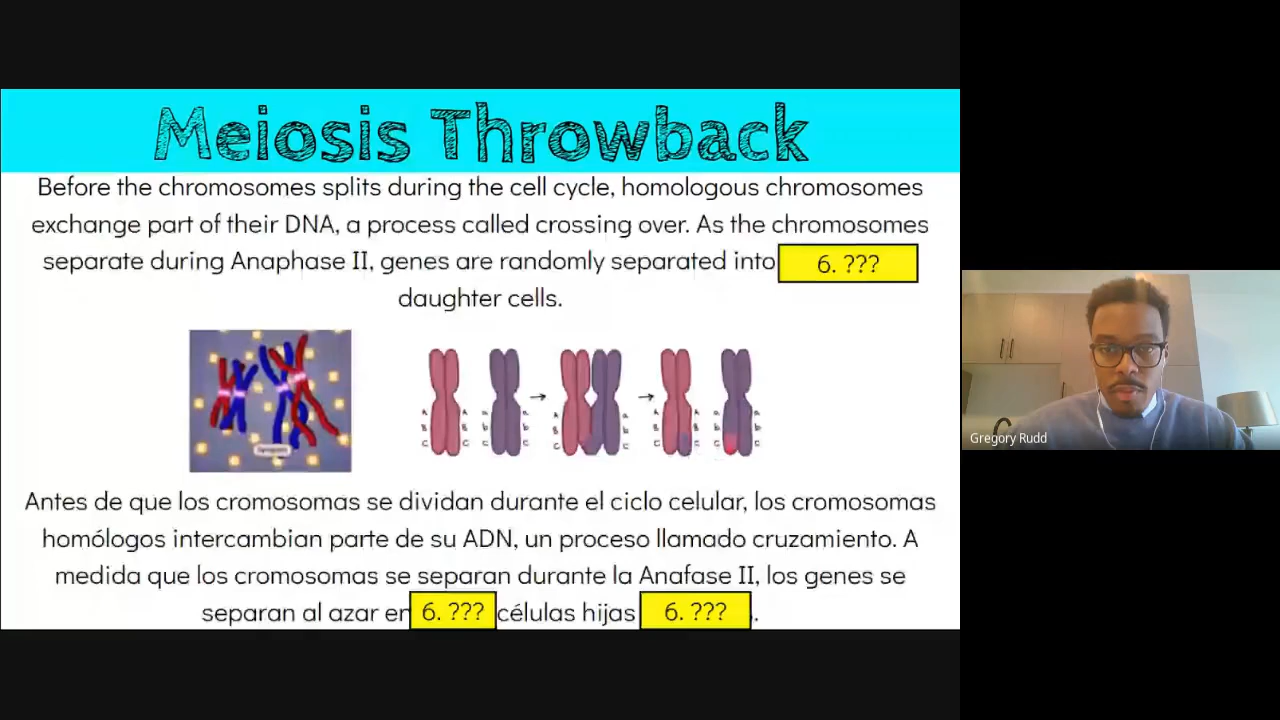 Meiosis Throwback
Before the chromosomes splits during the cell cycle, homologous chromosomes
exchange part of their DNA, a process called crossing over. As the chromosomes
separate during Anaphase II, genes are randomly separated into 6. ???
daughter cells.
A A a a A a A a
B B b b B b B b
C C c c C c C c
Antes de que los cromosomas se dividan durante el ciclo celular, los cromosomas
homólogos intercambian parte de su ADN, un proceso llamado cruzamiento. A
medida que los cromosomas se separan durante la Anafase II, los genes se
separan al azar en 6. ??? células hijas 6. ??? .
Gregory Rudd